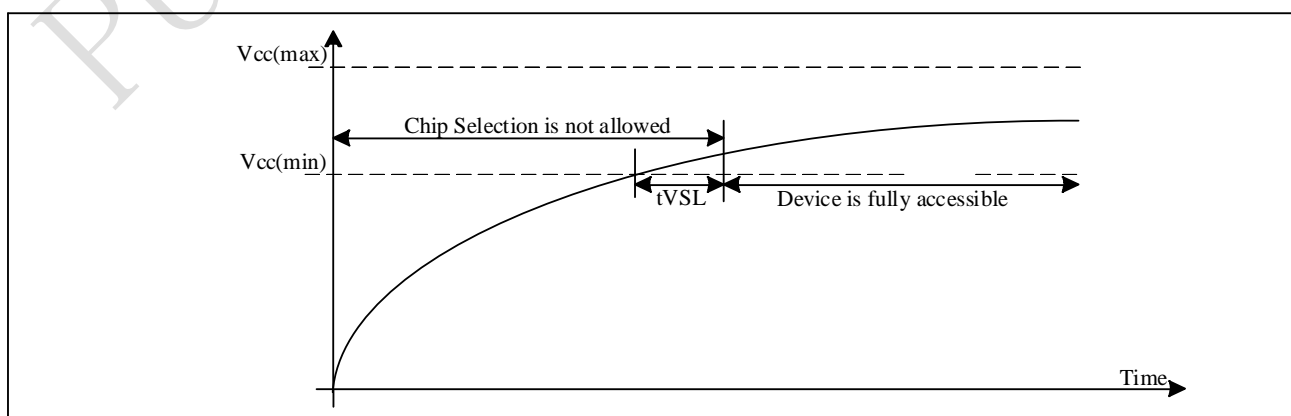 Vcc(max)
Chip Selection is not allowed
Vcc(min)
tVSL
Device is fully accessible
Time